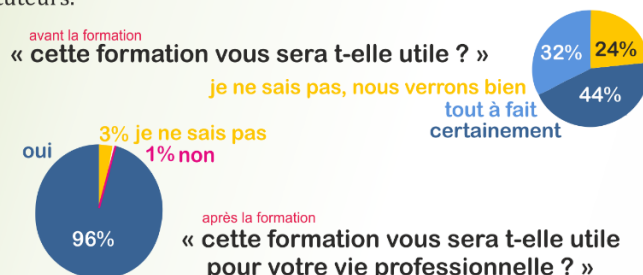 avant la formation
« cette formation vous sera t-elle utile ? »
32% 24%
44%
je ne sais pas, nous verrons bien
tout à fait
certainement
3% je ne sais pas
oui
1% non
96%
après la formation
« cette formation vous sera t-elle utile
pour votre vie professionnelle ? »